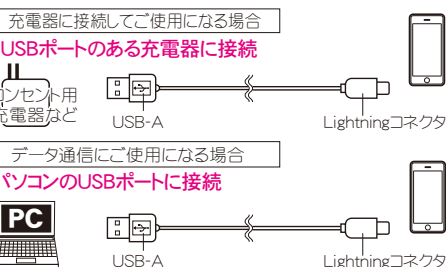 充電器に接続してご使用になる場合
USBポートのある充電器に接続
コンセント用
充電器など
USB-A
Lightningコネクタ
データ通信にご使用になる場合
パソコンのUSBポートに接続
PC
USB-A
Lightningコネクタ